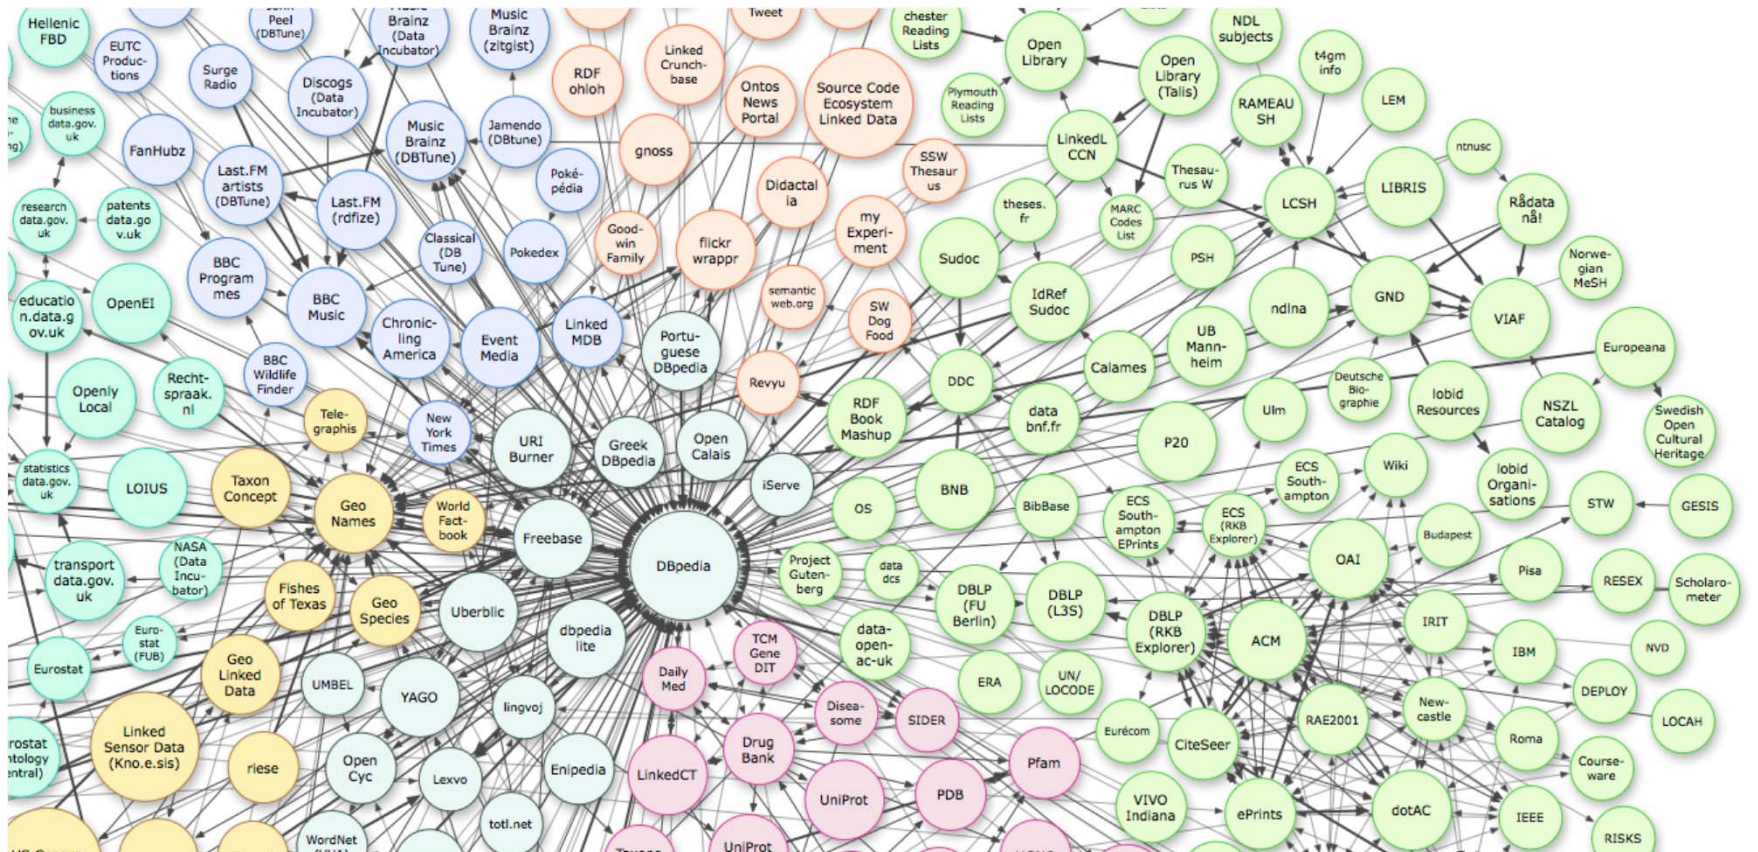 Hellenic
FBD
EUTC
Produc-
tions
Surge
Radio
Peel
(DBTune)
Discogs
(Data
Incubator)
Brainz
(Data
Incubator)
Music
Brainz
(zitgist)
RDF
ohloh
Linked
Crunch-
base
Tweet
Ontos
News
Portal
Source Code
Ecosystem
Linked Data
chester
Reading
Lists
Plymouth
Reading
Lists
Open
Library
Open
Library
(Talis)
NDL
subjects
t4gm
info
RAMEAU
SH
LEM
business
data.gov.
uk
FanHubz
Last.FM
artists
(DBTune)
Last.FM
(rdfize)
Music
Brainz
(DBTune)
Jamendo
(DBtune)
Poké-
pédia
gnoss
Didactal
ia
SSW
Thesaur
us
LinkedL
CCN
Thesau-
rus W
LCSH
LIBRIS
ntnusc
Rådata
nå!
research
data.gov.
uk
patents
data.go
v.uk
BBC
Program
mes
Classical
(DB
Tune)
Pokedex
Good-
win
Family
flickr
wrappr
my
Experi-
ment
theses.
fr
MARC
Codes
List
Sudoc
PSH
Norwe-
gian
MeSH
educatio
n.data.g
ov.uk
OpenEI
BBC
Music
Chronic-
ling
America
Event
Media
Linked
MDB
semantic
web.org
SW
Dog
Food
IdRef
Sudoc
ndlna
GND
VIAF
Openly
Local
Recht-
spraak.
nl
BBC
Wildlife
Finder
Portu-
guese
DBpedia
Revyu
DDC
Calames
UB
Mann-
heim
Deutsche
Bio-
graphie
Europeana
Tele-
graphis
New
York
Times
URI
Burner
Greek
DBpedia
Open
Calais
RDF
Book
Mashup
data
bnf.fr
P20
Ulm
lobid
Resources
NSZL
Catalog
Swedish
Open
Cultural
Heritage
statistics
data.gov.
uk
LOIUS
Taxon
Concept
Geo
Names
World
Fact-
book
iServe
OS
BNB
BibBase
ECS
South-
ampton
EPrints
ECS
(RKB
Explorer)
ECS
South-
ampton
Wiki
lobid
Organi-
sations
STW
GESIS
transport
data.gov.
uk
NASA
(Data
Incu-
bator)
Fishes
of Texas
Geo
Species
Freebase
DBpedia
Project
Guten-
berg
data
dcs
DBLP
(FU
Berlin)
DBLP
(L3S)
DBLP
(RKB
Explorer)
ACM
OAI
Budapest
Pisa
RESEX
Scholaro-
meter
Eurostat
Euro-
stat
(FUB)
Geo
Linked
Data
Uberblic
dbpedia
lite
TCM
Gene
DIT
data-
open-
ac-uk
IRIT
IBM
NVD
UMBEL
YAGO
lingvoj
Daily
Med
Disea-
some
SIDER
ERA
UN/
LOCODE
RAE2001
New-
castle
DEPLOY
LOCAH
Linked
Sensor Data
(Kno.e.sis)
riese
Open
Cyc
Lexvo
Enipedia
LinkedCT
Drug
Bank
Pfam
Eurécom
CiteSeer
Roma
Course-
ware
UniProt
PDB
VIVO
Indiana
ePrints
dotAC
IEEE
RISKS
totl.net
WordNet
UniProt